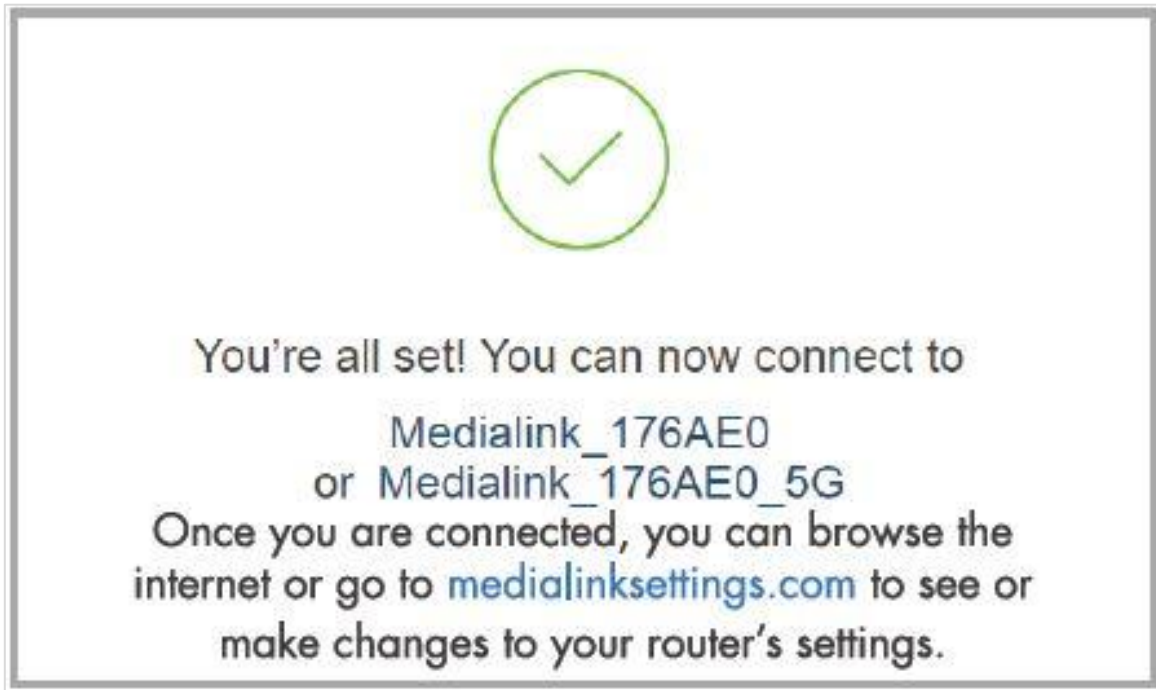 You're all set! You can now connect to
Medialink_176AE0
or Medialink_176AE0_5G
Once you are connected, you can browse the
internet or go to medialinksettings.com to see or
make changes to your router's settings.